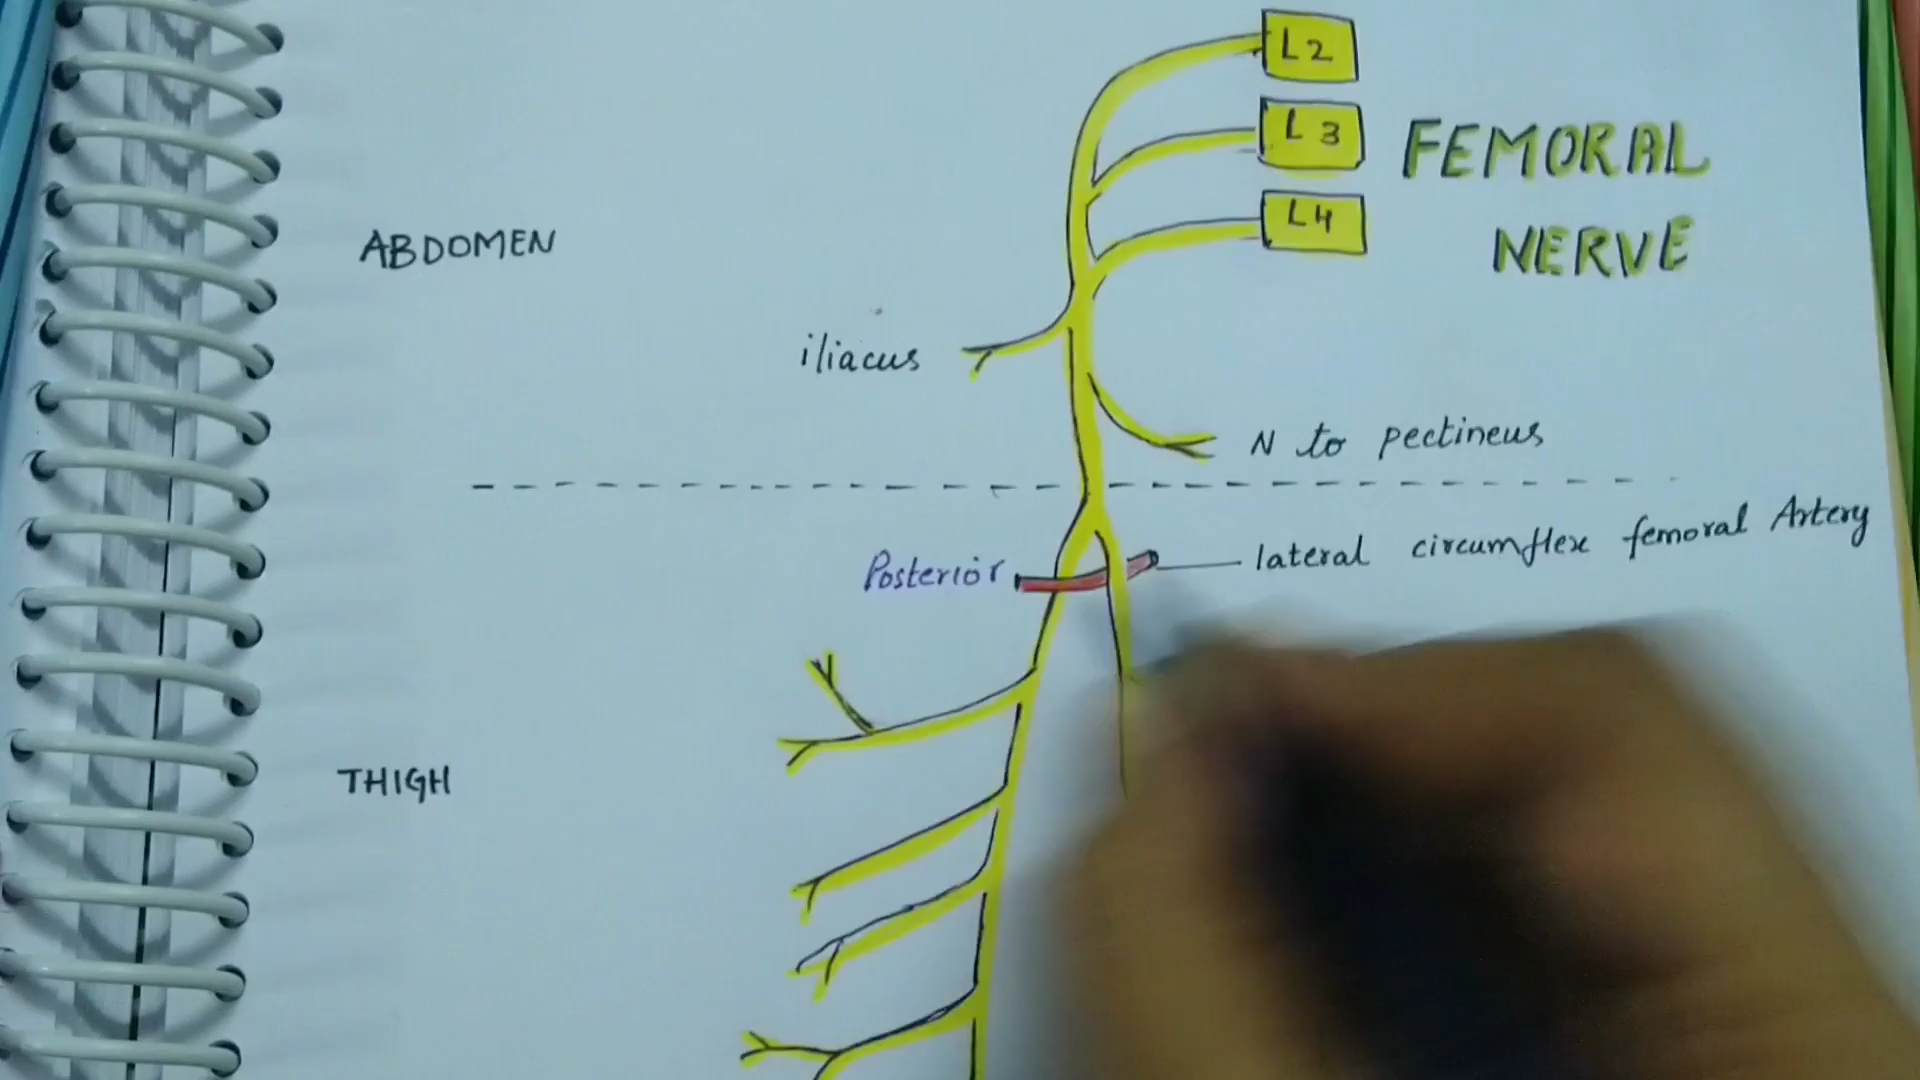 L2
L3
L4
FEMORAL
NERVE
ABDOMEN
iliacus
N to pectineus
lateral circumflex femoral Artery
Posterior
THIGH